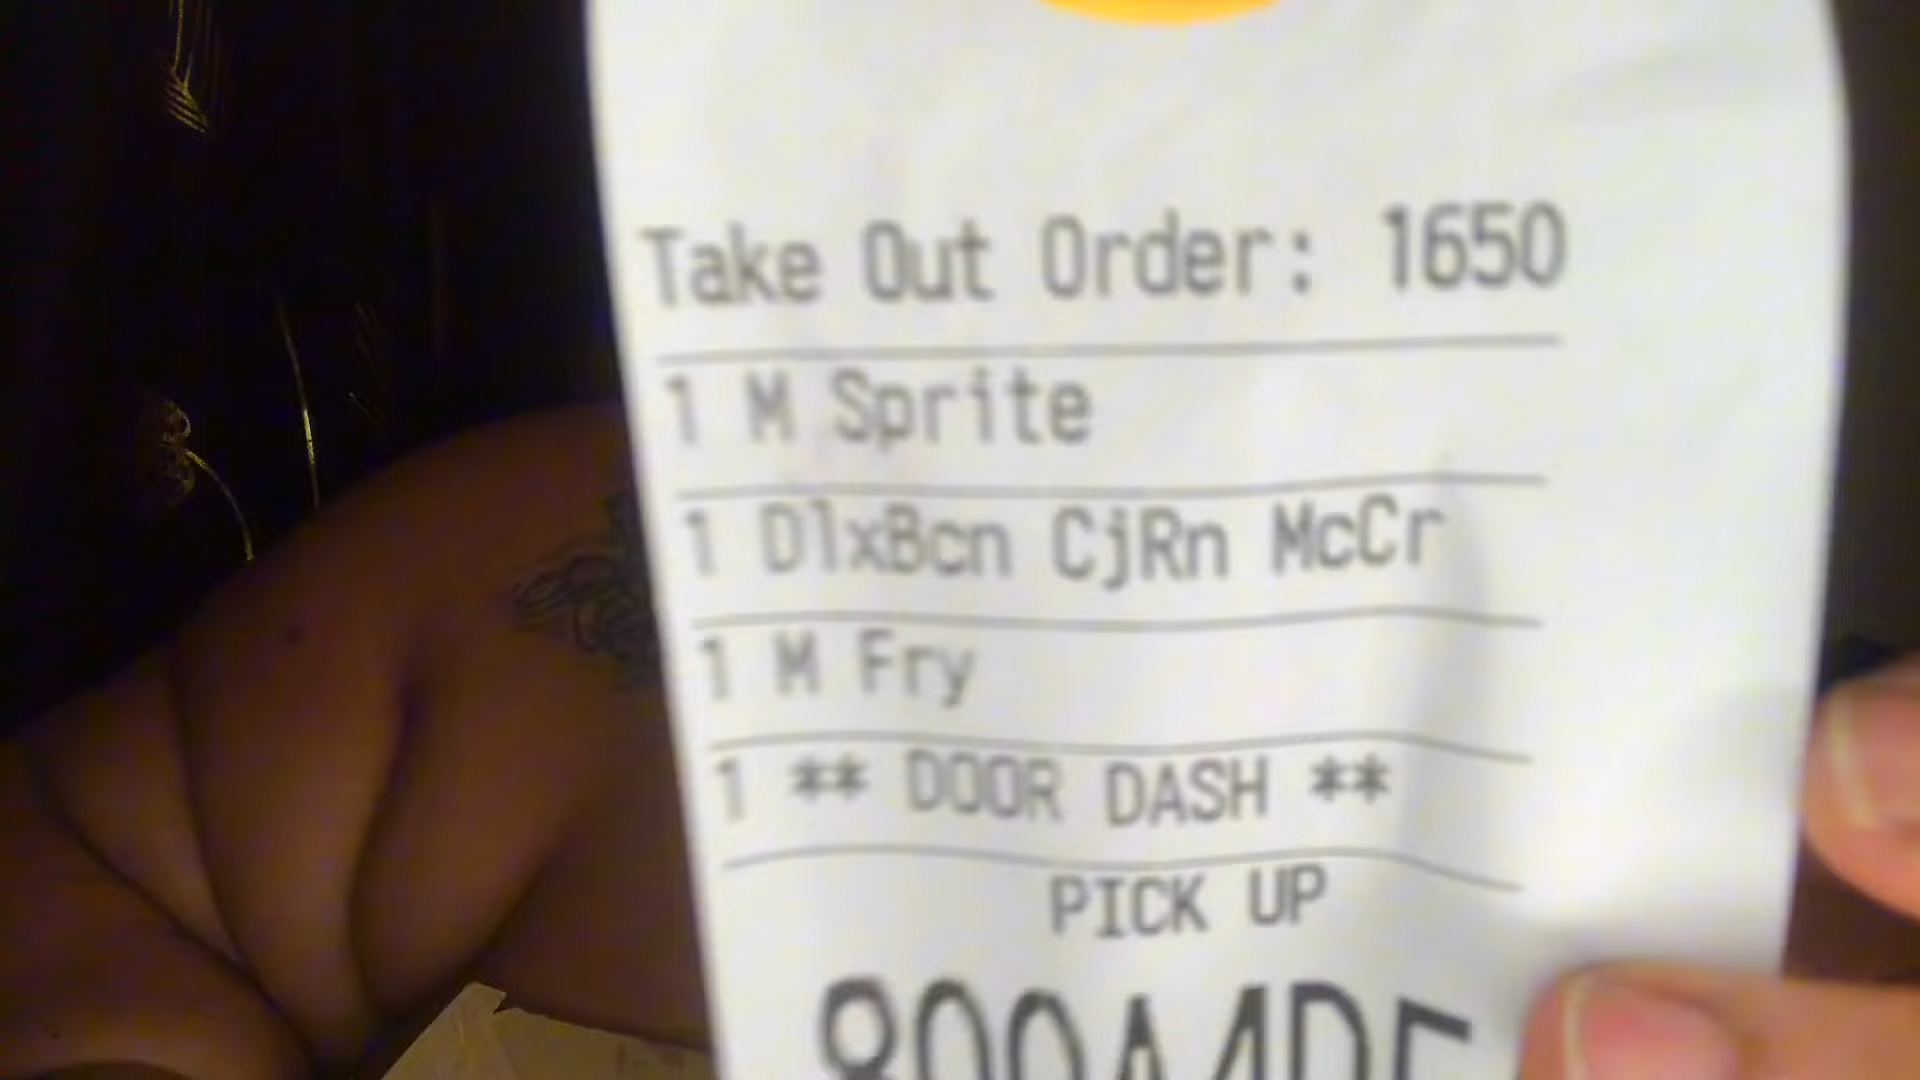 Take Out Order: 1650
1 M Sprite
1 DlxBcn CjRn McCr
1 M Fry
1 ** DOOR DASH **
PICK UP